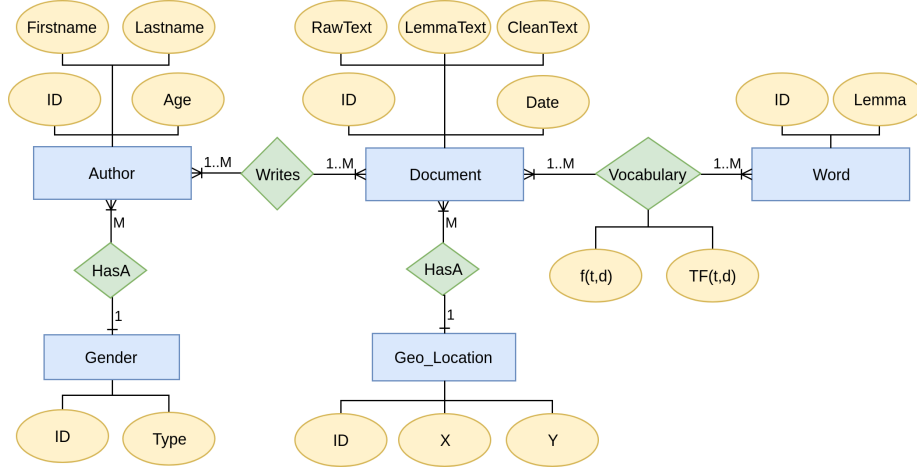 Firstname
Lastname
RawText
LemmaText
CleanText
ID
Age
ID
Date
ID
Lemma
Author
1..M
Writes
1..M
Document
1..M
Vocabulary
1..M
Word
M
M
HasA
HasA
f(t,d)
TF(t,d)
1
1
Gender
Geo_Location
ID
Type
ID
X
Y